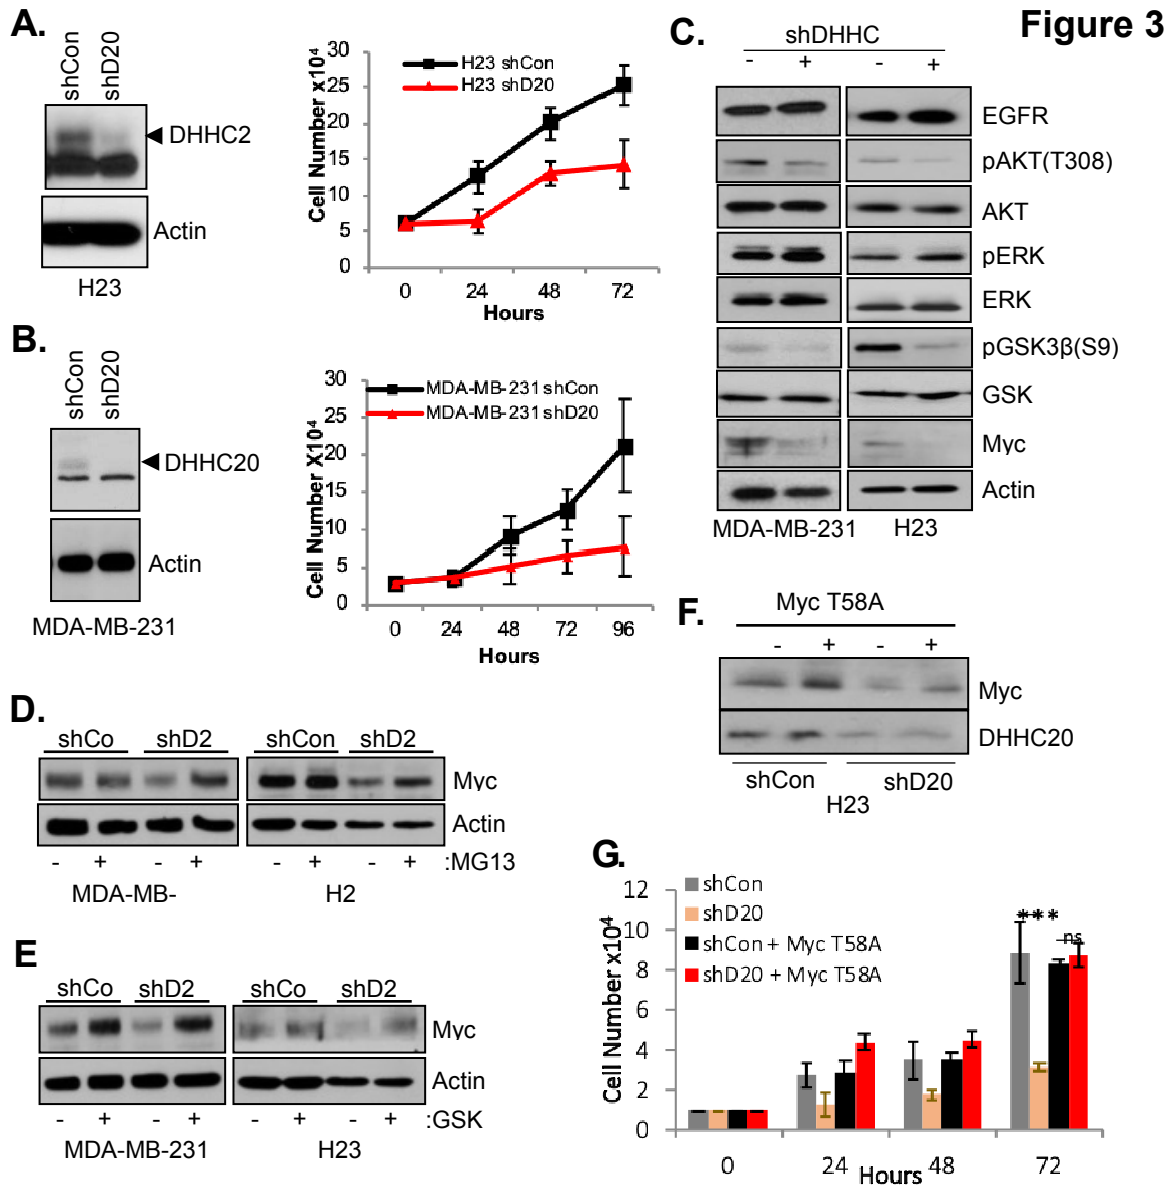 Figure 3
A.
shCon
shD20
DHHC2
Actin
H23
Cell Number x10⁴
30
25
20
15
10
5
0
H23 shCon
H23 shD20
0 24 48 72
Hours
B.
shCon
shD20
DHHC20
Actin
MDA-MB-231
Cell Number X10⁴
30
25
20
15
10
5
0
MDA-MB-231 shCon
MDA-MB-231 shD20
0 24 48 72 96
Hours
C.
shDHHC
- + - +
EGFR
pAKT(T308)
AKT
pERK
ERK
pGSK3β(S9)
GSK
Myc
Actin
MDA-MB-231 H23
D.
shCo shD2 shCon shD2
Myc
Actin
- + - + - + - + :MG13
MDA-MB- H2
E
shCo shD2 shCo shD2
Myc
Actin
- + - + - + - + :GSK
MDA-MB-231 H23
F.
Myc T58A
- + - +
Myc
DHHC20
shCon shD20
H23
G.
Cell Number x10⁴
12
10
8
6
4
2
0
shCon
shD20
shCon + Myc T58A
shD20 + Myc T58A
***
ns
0 24 48 72
Hours